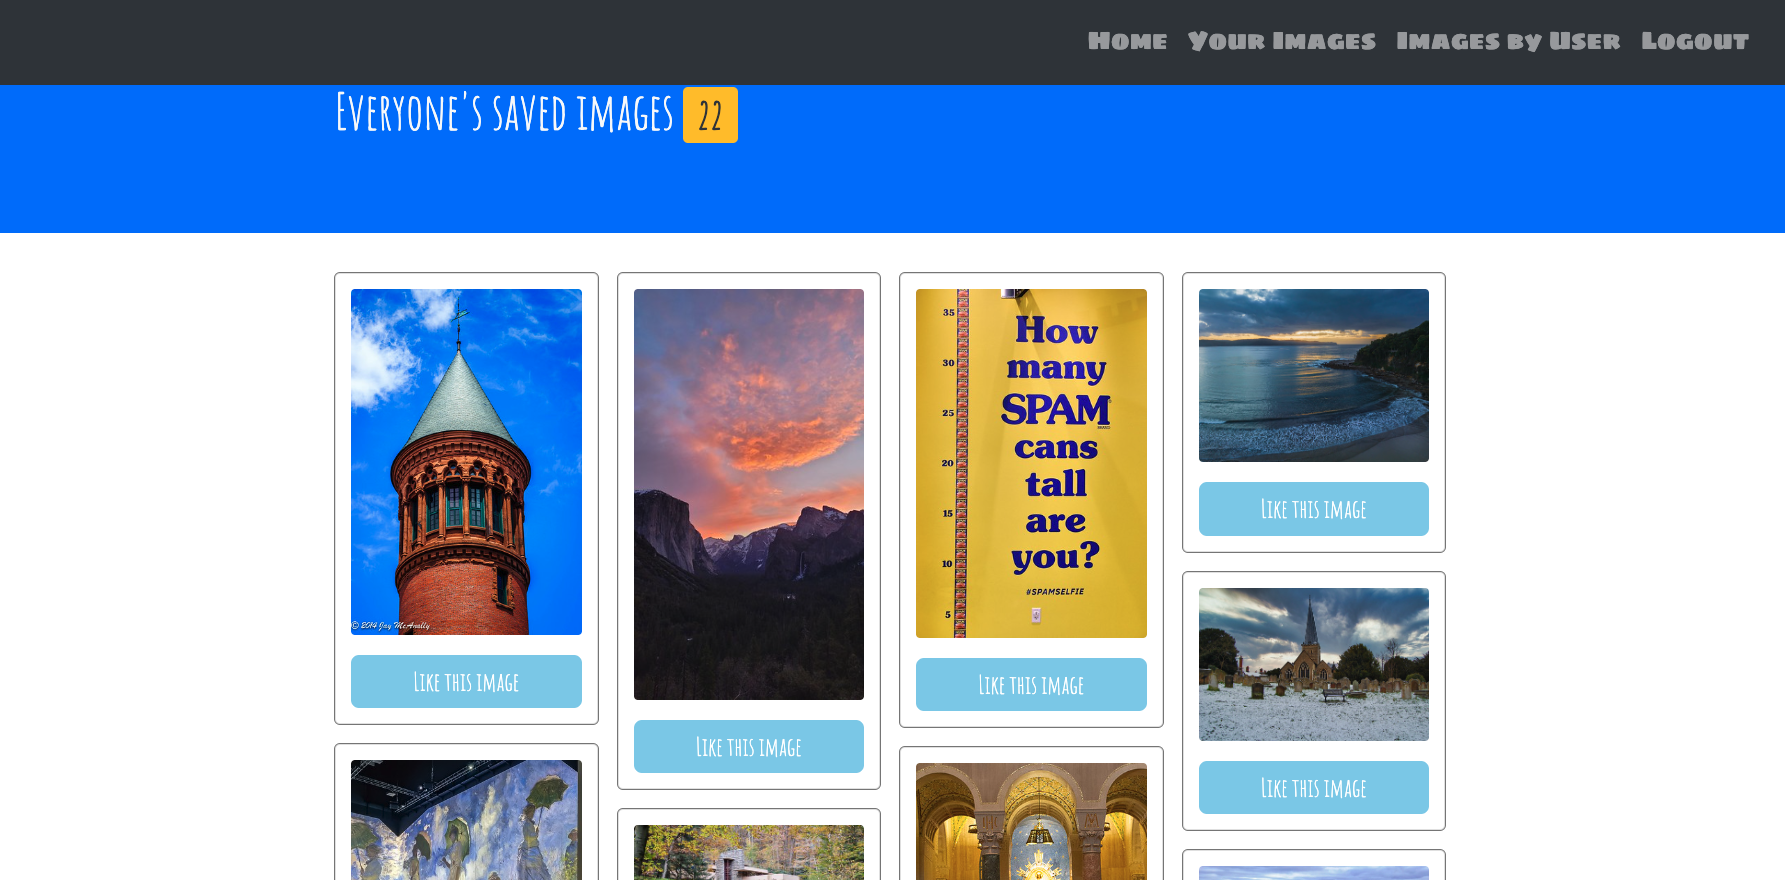 Home Your Images Images by User Logout
Everyone's saved images 22
© 2014 Jay McAnally
Like this image
Like this image
35
30
25
20
15
10
5
How
many
SPAM
cans
tall
are
you?
#SPAMSELFIE
Like this image
Like this image
Like this image